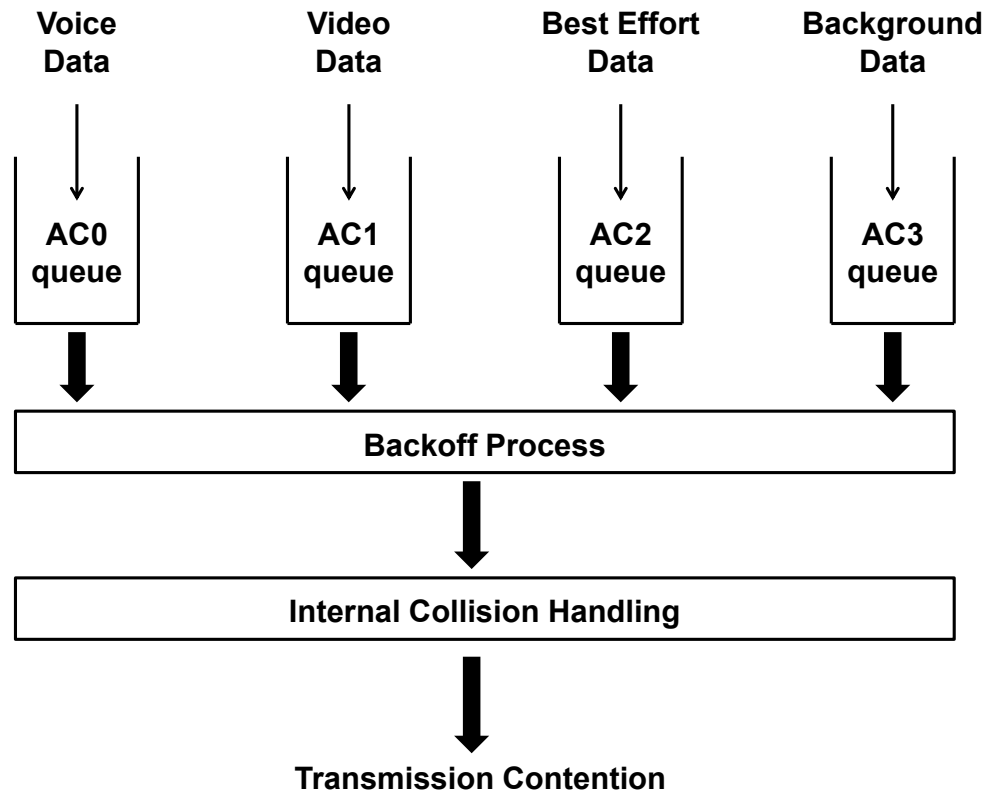 Voice
Data
Video
Data
Best Effort
Data
Background
Data
AC0
queue
AC1
queue
AC2
queue
AC3
queue
Backoff Process
Internal Collision Handling
Transmission Contention